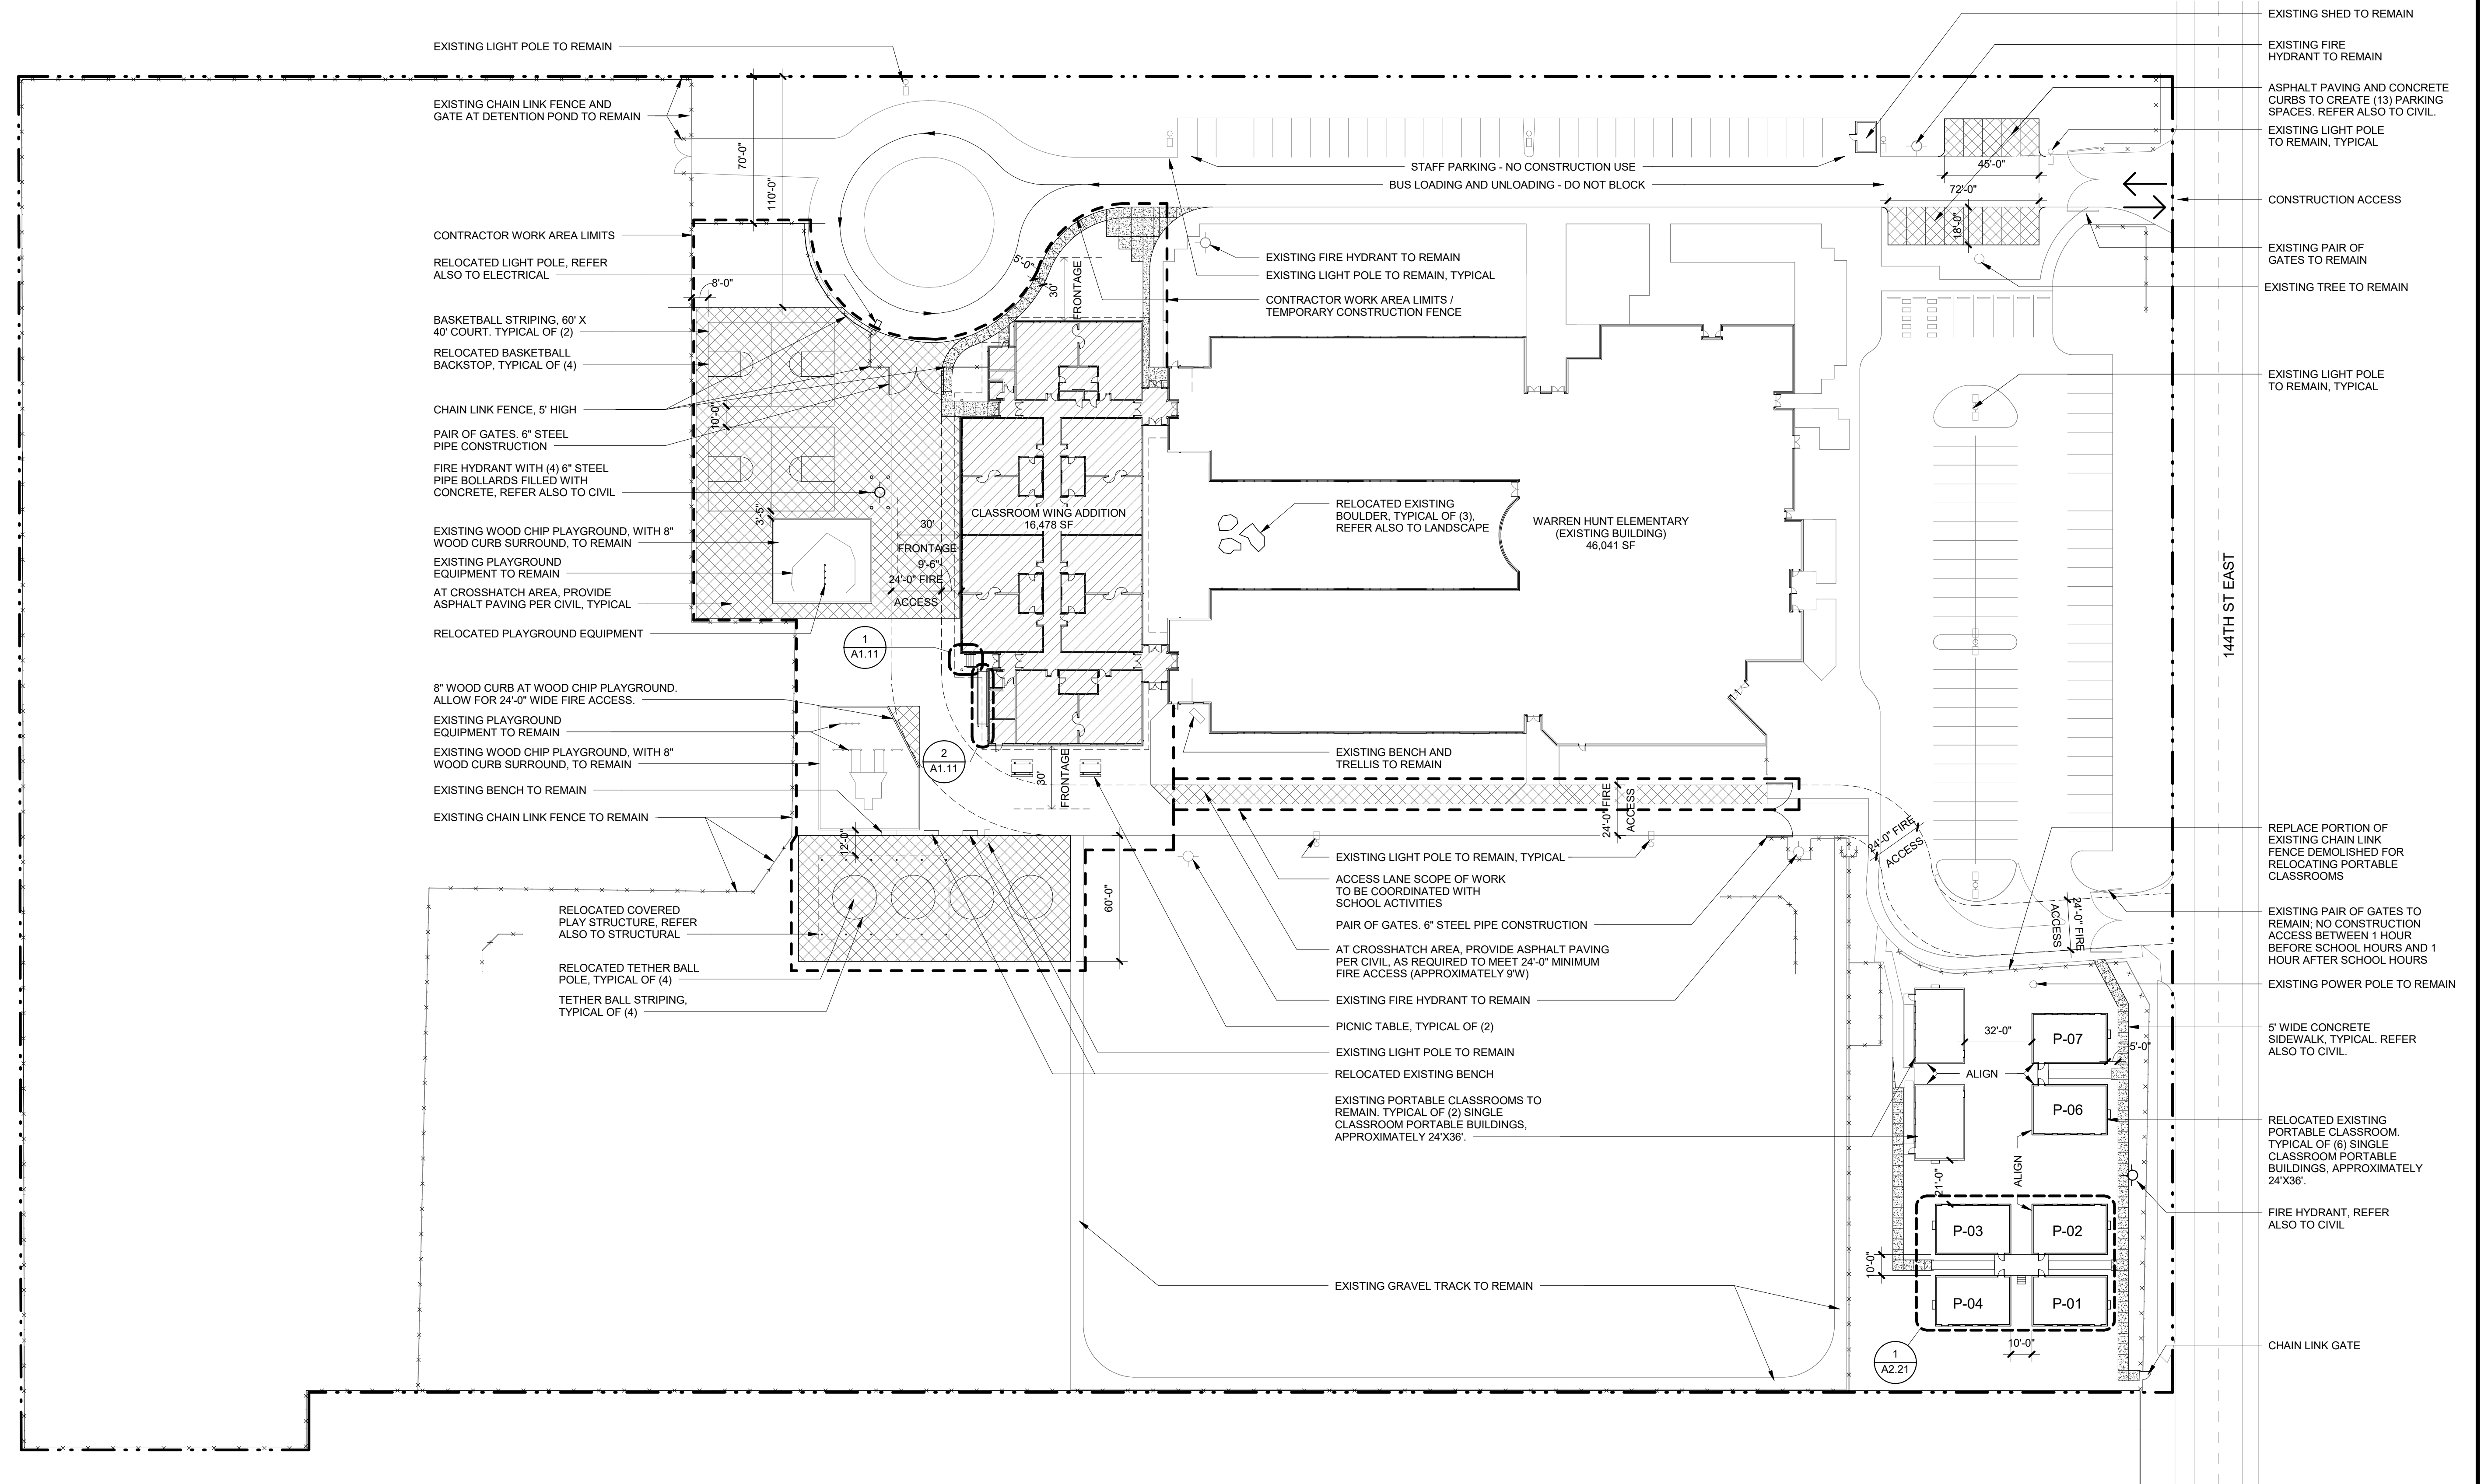 EXISTING LIGHT POLE TO REMAIN
EXISTING CHAIN LINK FENCE AND
GATE AT DETENTION POND TO REMAIN
CONTRACTOR WORK AREA LIMITS
RELOCATED LIGHT POLE, REFER
ALSO TO ELECTRICAL
BASKETBALL STRIPING, 60' X
40' COURT. TYPICAL OF (2)
RELOCATED BASKETBALL
BACKSTOP, TYPICAL OF (4)
CHAIN LINK FENCE, 5' HIGH
PAIR OF GATES. 6" STEEL
PIPE CONSTRUCTION
FIRE HYDRANT WITH (4) 6" STEEL
PIPE BOLLARDS FILLED WITH
CONCRETE, REFER ALSO TO CIVIL
EXISTING WOOD CHIP PLAYGROUND, WITH 8"
WOOD CURB SURROUND, TO REMAIN
EXISTING PLAYGROUND
EQUIPMENT TO REMAIN
AT CROSSHATCH AREA, PROVIDE
ASPHALT PAVING PER CIVIL, TYPICAL
RELOCATED PLAYGROUND EQUIPMENT
8" WOOD CURB AT WOOD CHIP PLAYGROUND.
ALLOW FOR 24'-0" WIDE FIRE ACCESS.
EXISTING PLAYGROUND
EQUIPMENT TO REMAIN
EXISTING WOOD CHIP PLAYGROUND, WITH 8"
WOOD CURB SURROUND, TO REMAIN
EXISTING BENCH TO REMAIN
EXISTING CHAIN LINK FENCE TO REMAIN
RELOCATED COVERED
PLAY STRUCTURE, REFER
ALSO TO STRUCTURAL
RELOCATED TETHER BALL
POLE, TYPICAL OF (4)
TETHER BALL STRIPING,
TYPICAL OF (4)
70'-0"
110'-0"
8'-0"
10'-0"
3'-5"
5'-0"
30'
FRONTAGE
30'
FRONTAGE
9'-6"
24'-0" FIRE
ACCESS
CLASSROOM WING ADDITION
16,478 SF
1
A1.11
2
A1.11
30'
FRONTAGE
12'-0"
60'-0"
STAFF PARKING - NO CONSTRUCTION USE
BUS LOADING AND UNLOADING - DO NOT BLOCK
45'-0"
72'-0"
18'-0"
EXISTING FIRE HYDRANT TO REMAIN
EXISTING LIGHT POLE TO REMAIN, TYPICAL
CONTRACTOR WORK AREA LIMITS /
TEMPORARY CONSTRUCTION FENCE
RELOCATED EXISTING
BOULDER, TYPICAL OF (3),
REFER ALSO TO LANDSCAPE
WARREN HUNT ELEMENTARY
(EXISTING BUILDING)
46,041 SF
EXISTING BENCH AND
TRELLIS TO REMAIN
24'-0" FIRE
ACCESS
EXISTING LIGHT POLE TO REMAIN, TYPICAL
ACCESS LANE SCOPE OF WORK
TO BE COORDINATED WITH
SCHOOL ACTIVITIES
PAIR OF GATES. 6" STEEL PIPE CONSTRUCTION
AT CROSSHATCH AREA, PROVIDE ASPHALT PAVING
PER CIVIL, AS REQUIRED TO MEET 24'-0" MINIMUM
FIRE ACCESS (APPROXIMATELY 9'W)
EXISTING FIRE HYDRANT TO REMAIN
PICNIC TABLE, TYPICAL OF (2)
EXISTING LIGHT POLE TO REMAIN
RELOCATED EXISTING BENCH
EXISTING PORTABLE CLASSROOMS TO
REMAIN. TYPICAL OF (2) SINGLE
CLASSROOM PORTABLE BUILDINGS,
APPROXIMATELY 24'X36'.
EXISTING GRAVEL TRACK TO REMAIN
24'-0" FIRE
ACCESS
24'-0" FIRE
ACCESS
32'-0"
5'-0"
ALIGN
ALIGN
21'-0"
10'-0"
10'-0"
P-07
P-06
P-03
P-02
P-04
P-01
1
A2.21
144TH ST EAST
EXISTING SHED TO REMAIN
EXISTING FIRE
HYDRANT TO REMAIN
ASPHALT PAVING AND CONCRETE
CURBS TO CREATE (13) PARKING
SPACES. REFER ALSO TO CIVIL.
EXISTING LIGHT POLE
TO REMAIN, TYPICAL
CONSTRUCTION ACCESS
EXISTING PAIR OF
GATES TO REMAIN
EXISTING TREE TO REMAIN
EXISTING LIGHT POLE
TO REMAIN, TYPICAL
REPLACE PORTION OF
EXISTING CHAIN LINK
FENCE DEMOLISHED FOR
RELOCATING PORTABLE
CLASSROOMS
EXISTING PAIR OF GATES TO
REMAIN; NO CONSTRUCTION
ACCESS BETWEEN 1 HOUR
BEFORE SCHOOL HOURS AND 1
HOUR AFTER SCHOOL HOURS
EXISTING POWER POLE TO REMAIN
5' WIDE CONCRETE
SIDEWALK, TYPICAL. REFER
ALSO TO CIVIL.
RELOCATED EXISTING
PORTABLE CLASSROOM.
TYPICAL OF (6) SINGLE
CLASSROOM PORTABLE
BUILDINGS, APPROXIMATELY
24'X36'.
FIRE HYDRANT, REFER
ALSO TO CIVIL
CHAIN LINK GATE